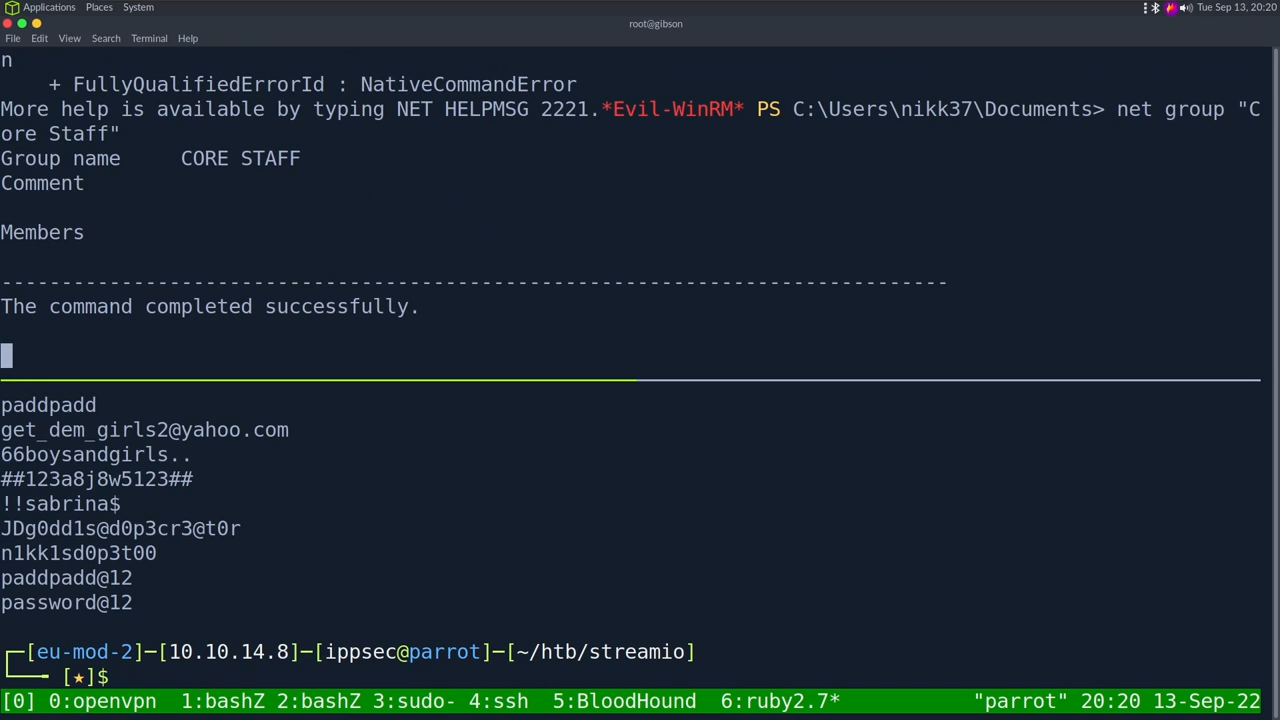 Applications Places System
Tue Sep 13, 20:20
root@gibson
File Edit View Search Terminal Help
n
+ FullyQualifiedErrorId : NativeCommandError
More help is available by typing NET HELPMSG 2221.*Evil-WinRM* PS C:\Users\nikk37\Documents> net group "C
ore Staff"
Group name CORE STAFF
Comment
Members
-------------------------------------------------------------------------------
The command completed successfully.
paddpadd
get_dem_girls2@yahoo.com
66boysandgirls..
##123a8j8w5123##
!!sabrina$
JDg0dd1s@d0p3cr3@t0r
n1kk1sd0p3t00
paddpadd@12
password@12
┌─[eu-mod-2]─[10.10.14.8]─[ippsec@parrot]─[~/htb/streamio]
└──╼ [★]$
[0] 0:openvpn 1:bashZ 2:bashZ 3:sudo- 4:ssh 5:BloodHound 6:ruby2.7* "parrot" 20:20 13-Sep-22